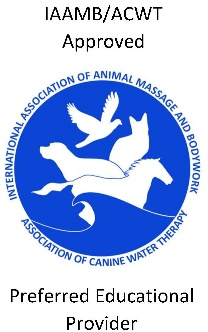 IAAMB/ACWT
Approved
INTERNATIONAL ASSOCIATION OF ANIMAL MASSAGE AND BODYWORK
ASSOCIATION OF CANINE WATER THERAPY
Preferred Educational
Provider